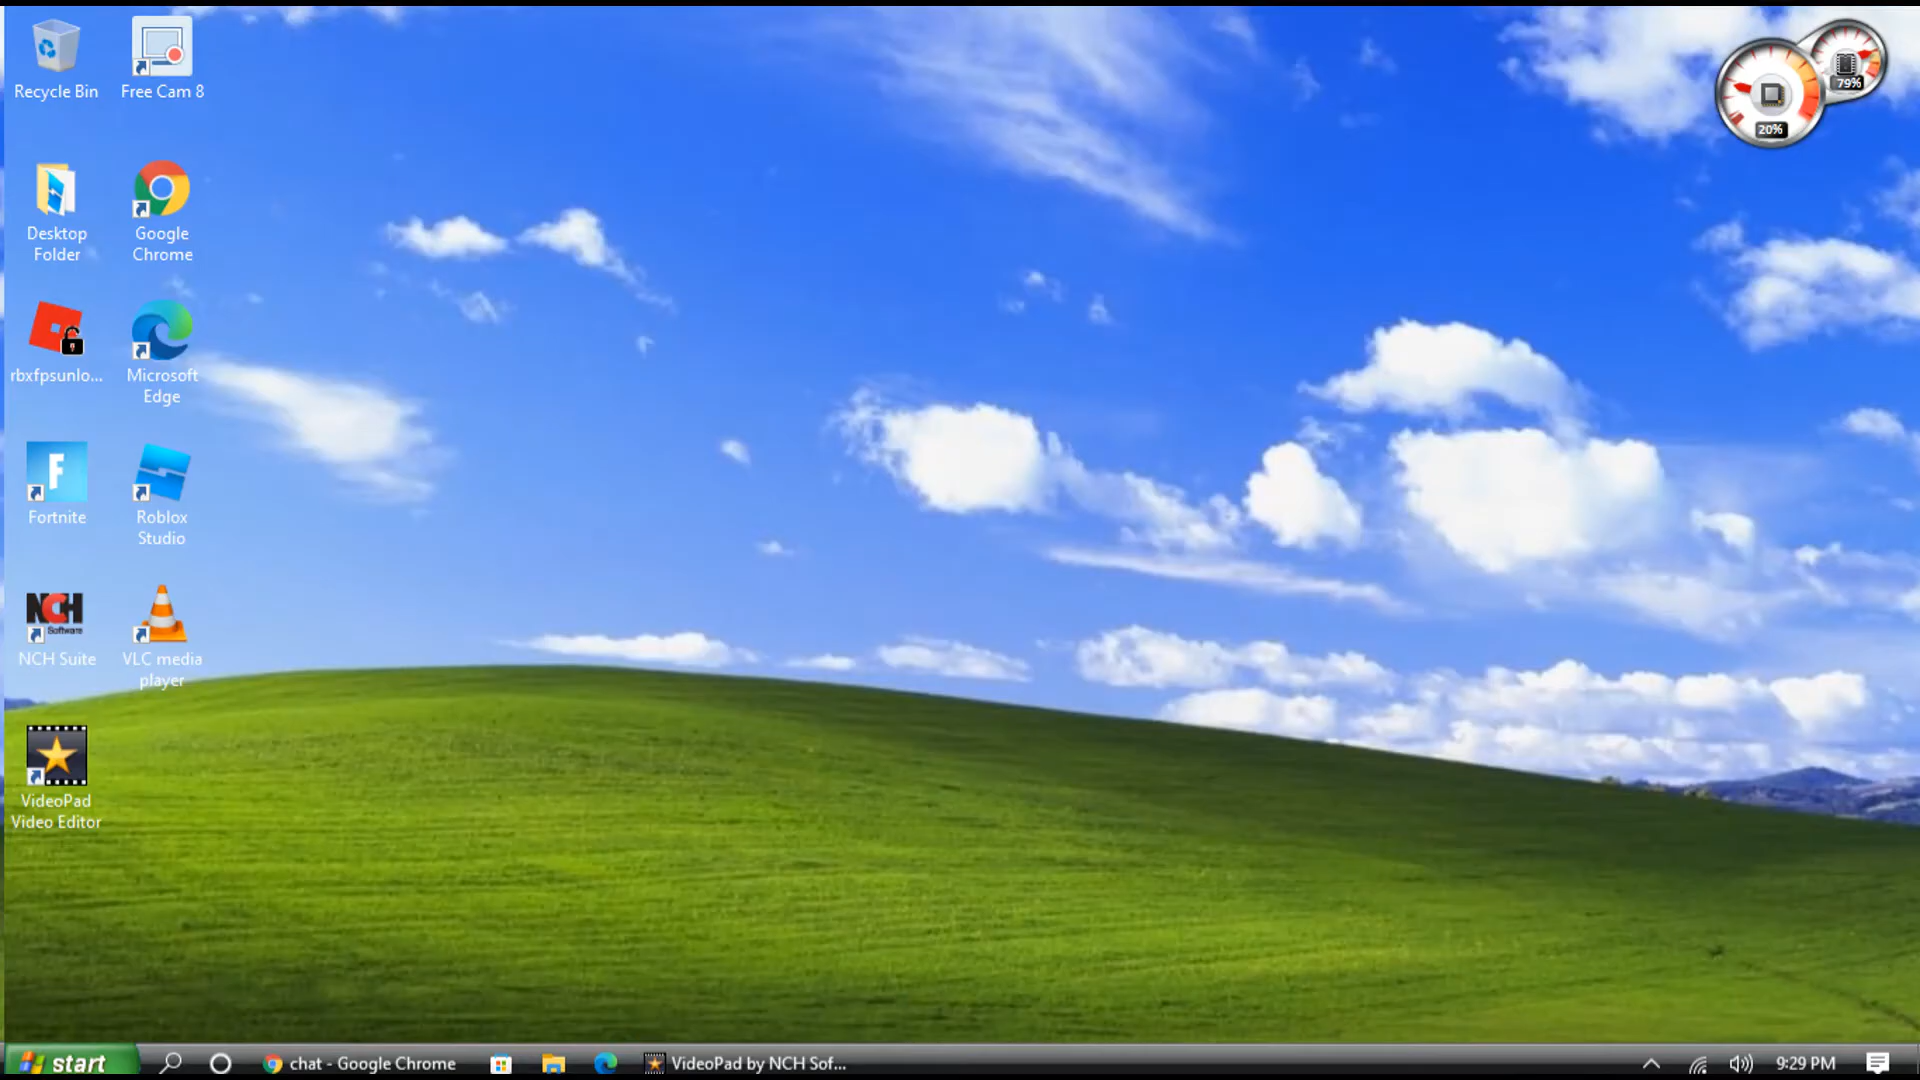 Recycle Bin
Free Cam 8
79%
20%
Desktop
Folder
Google
Chrome
rbxfpsunlo...
Microsoft
Edge
F
Fortnite
Roblox
Studio
NCH
Software
NCH Suite
VLC media
player
VideoPad
Video Editor
start
chat - Google Chrome
VideoPad by NCH Sof...
9:29 PM